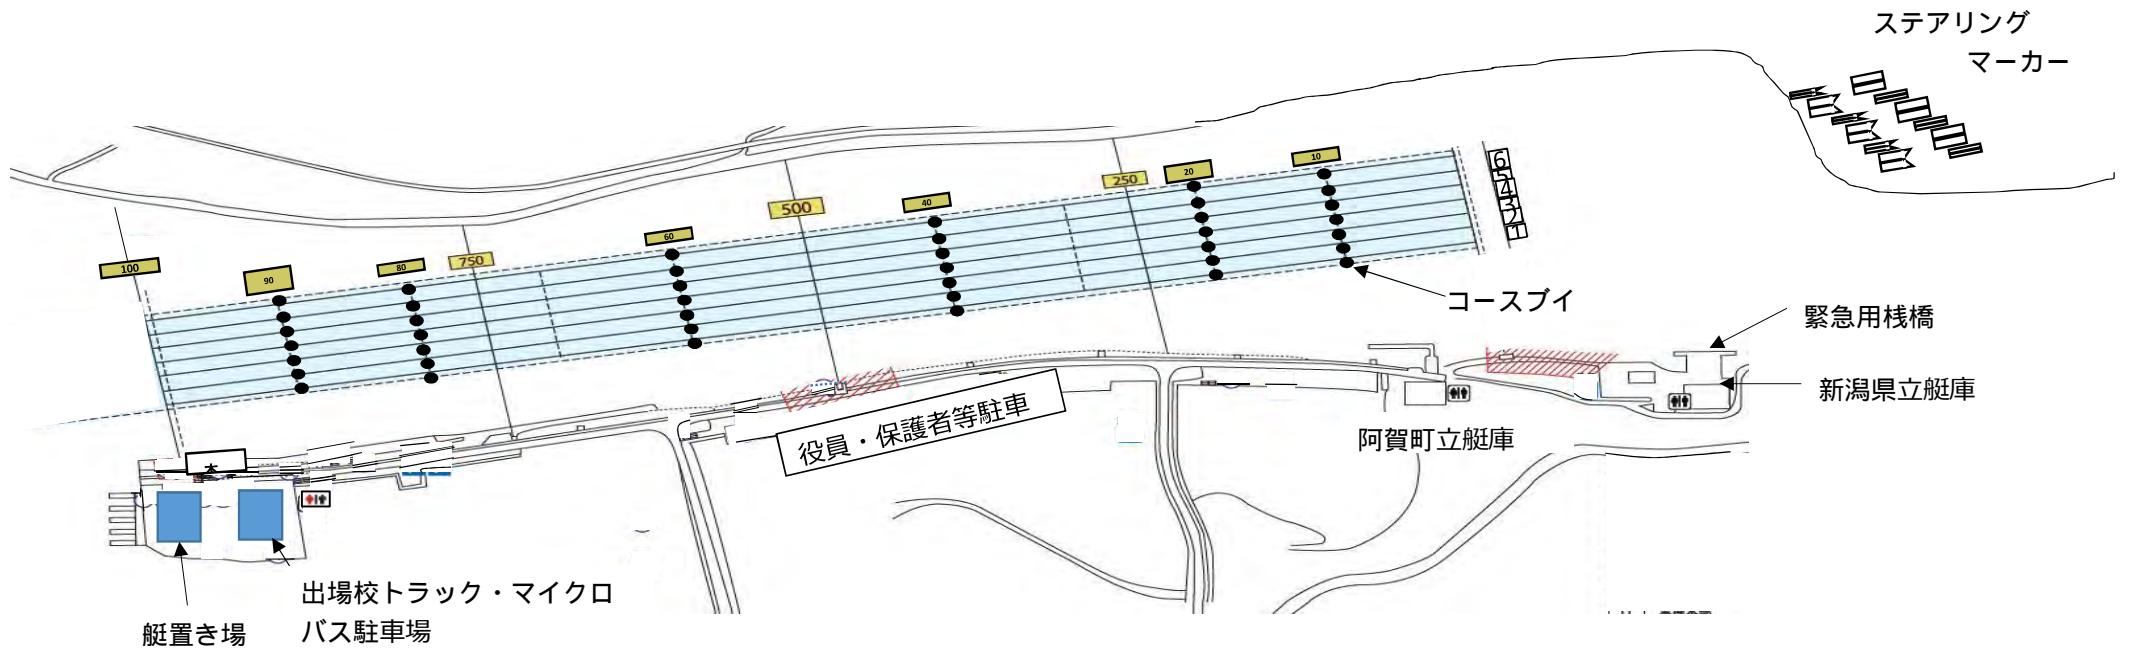 ステアリング
マーカー
10
20
250
40
500
60
750
80
90
100
6
5
4
3
2
1
コースブイ
緊急用桟橋
新潟県立艇庫
阿賀町立艇庫
役員・保護者等駐車
出場校トラック・マイクロ
バス駐車場
艇置き場